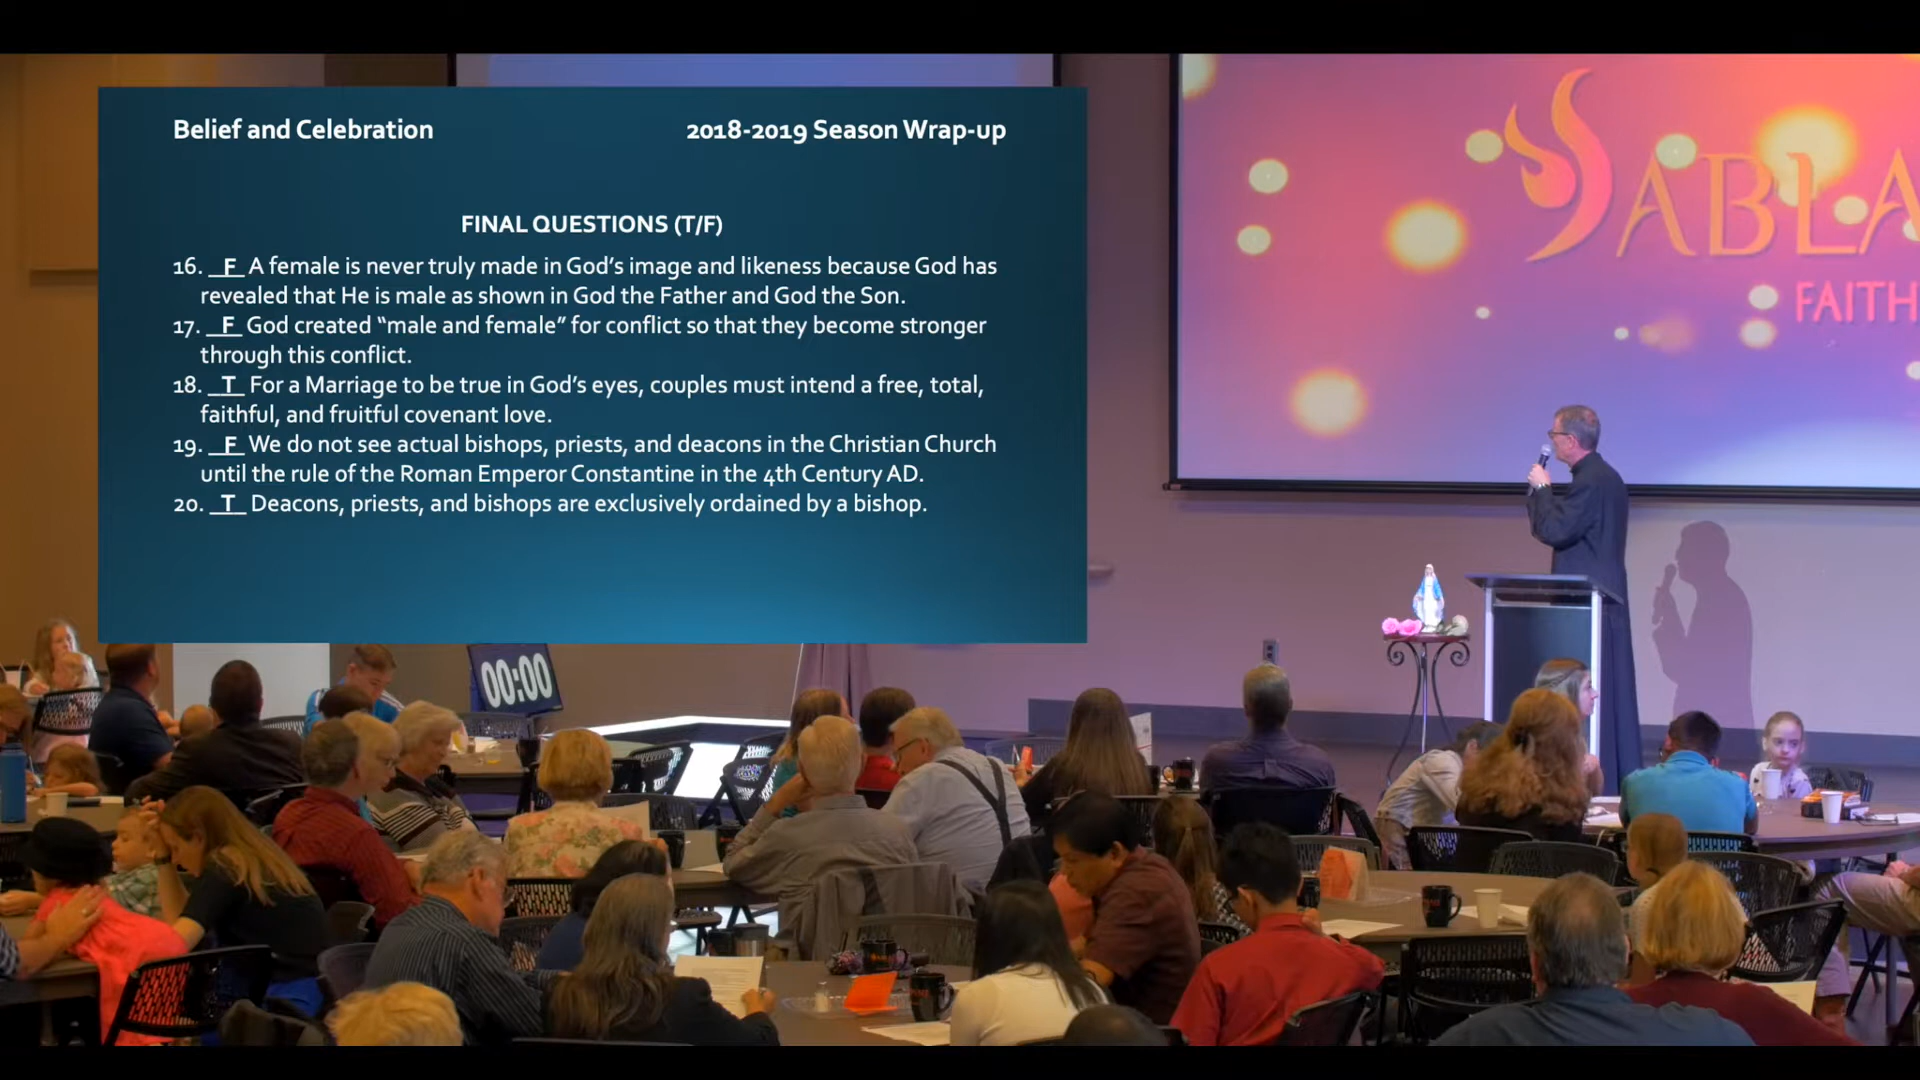 Belief and Celebration
2018-2019 Season Wrap-up
FINAL QUESTIONS (T/F)
16. __F__ A female is never truly made in God's image and likeness because God has
revealed that He is male as shown in God the Father and God the Son.
17. __F__ God created "male and female" for conflict so that they become stronger
through this conflict.
18. __T__ For a Marriage to be true in God's eyes, couples must intend a free, total,
faithful, and fruitful covenant love.
19. __F__ We do not see actual bishops, priests, and deacons in the Christian Church
until the rule of the Roman Emperor Constantine in the 4th Century AD.
20. __T__ Deacons, priests, and bishops are exclusively ordained by a bishop.
ABLA
FAITH
00:00